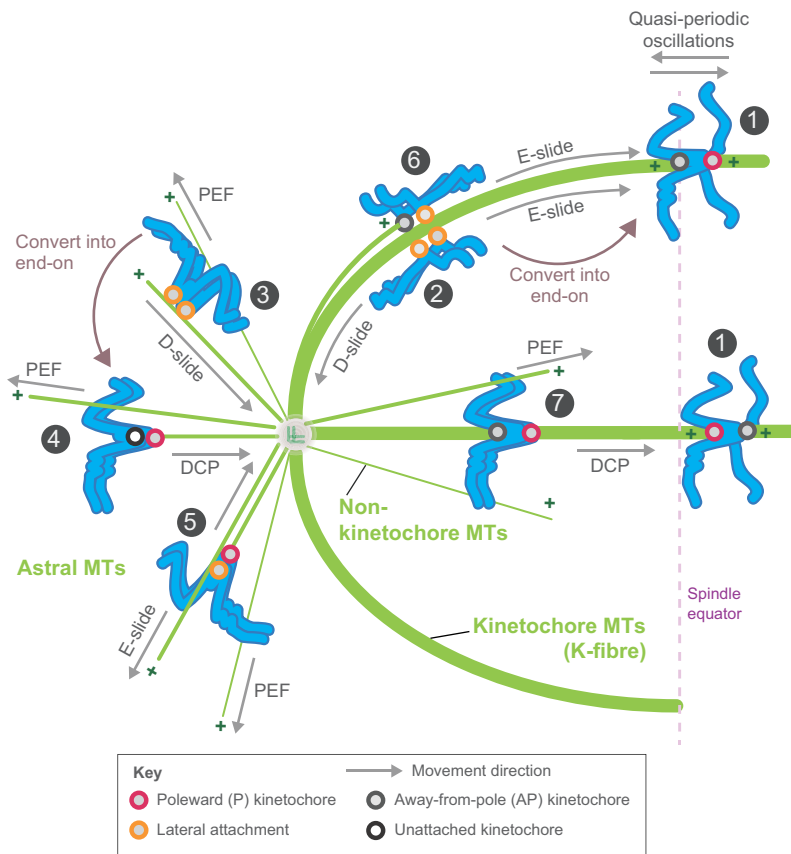 Quasi-periodic
oscillations
1
6
E-slide
PEF
+
+
+
+
E-slide
Convert into
end-on
3
+
2
Convert into
end-on
D-slide
D-slide
PEF
PEF
1
+
+
7
4
+
+
DCP
DCP
5
Non-
kinetochore MTs
+
Astral MTs
Spindle
equator
E-slide
Kinetochore MTs
(K-fibre)
+
PEF
+
Key
Movement direction
Poleward (P) kinetochore
Away-from-pole (AP) kinetochore
Lateral attachment
Unattached kinetochore